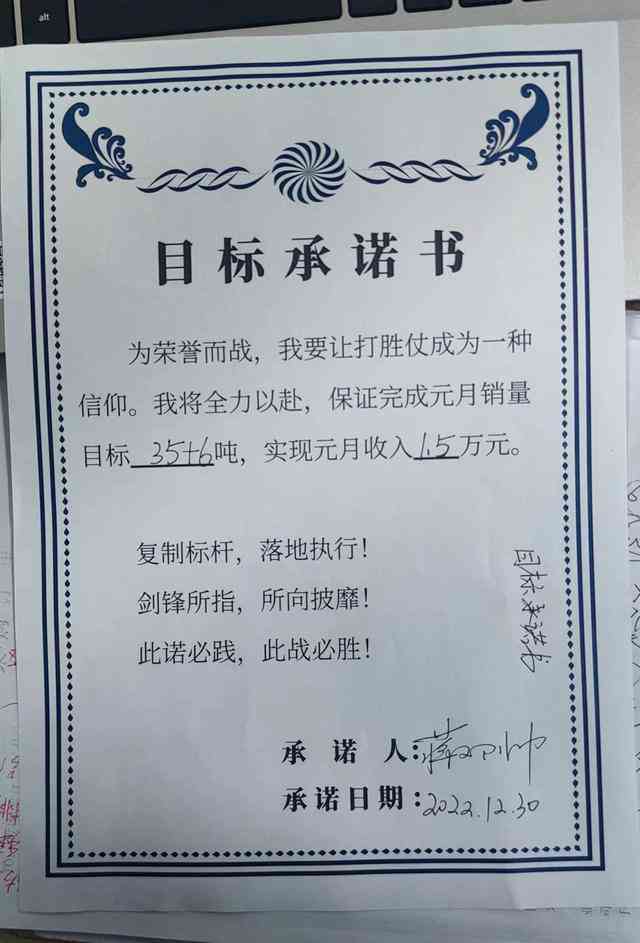 alt
目标承诺书
为荣誉而战，我要让打胜仗成为一种
信仰。我将全力以赴，保证完成元月销量
目标 35+6吨，实现元月收入1.5万元。
复制标杆，落地执行！
剑锋所指，所向披靡！
此诺必践，此战必胜！
目标承诺书
承诺人：蒋
承诺日期：2022.12.30